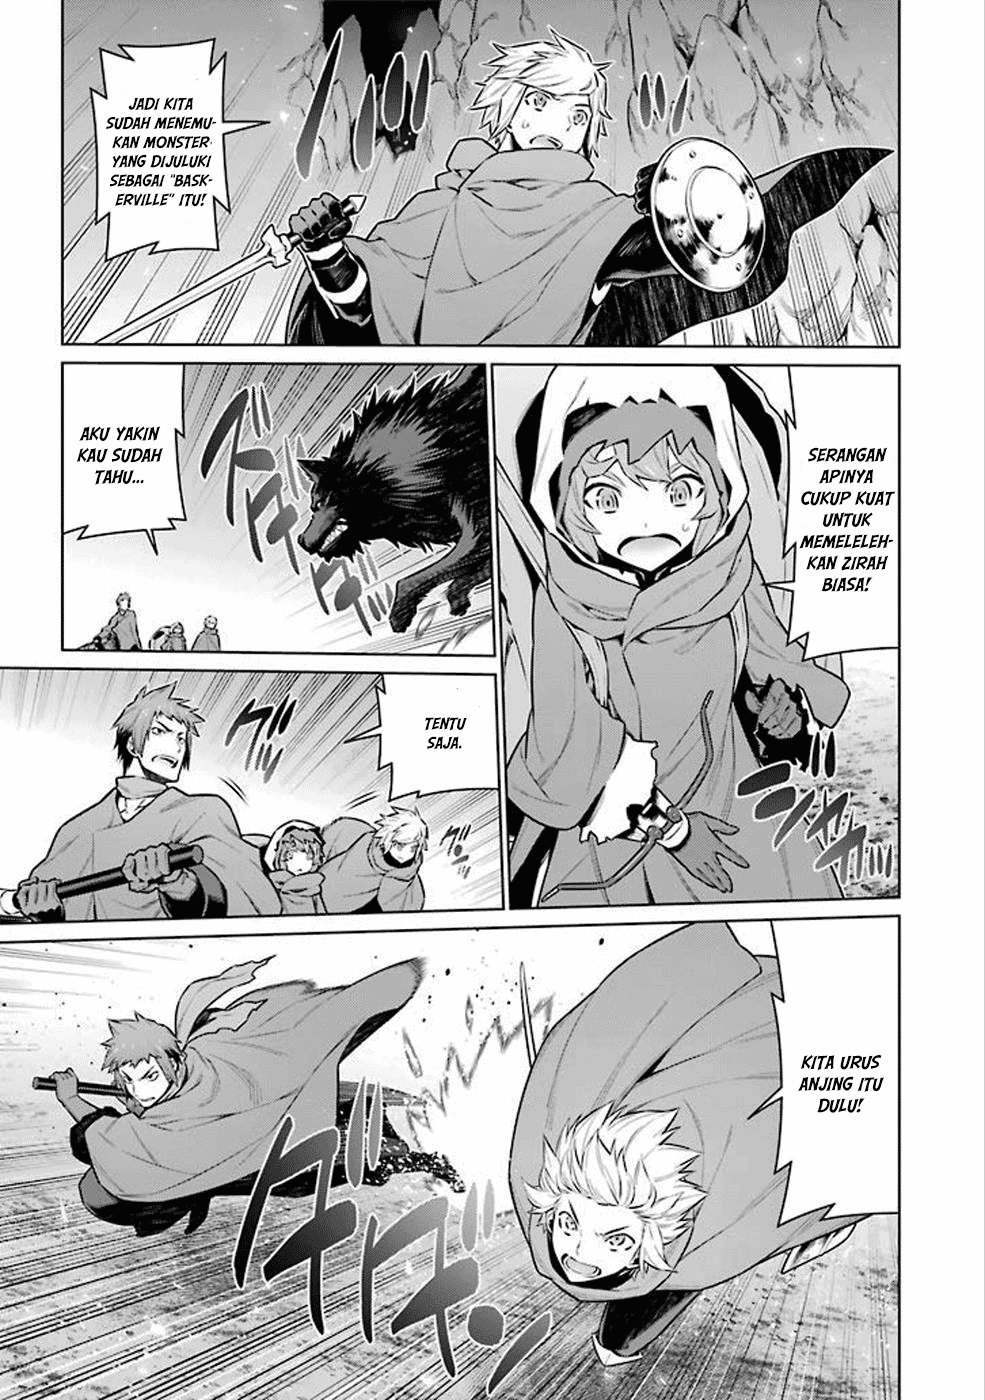 JADI KITA
SUDAH MENEMU-
KAN MONSTER
YANG DIJULUKI
SEBAGAI "BASK-
ERVILLE" ITU!
SERANGAN
APINYA
CUKUP KUAT
UNTUK
MEMELELEH-
KAN ZIRAH
BIASA!
AKU YAKIN
KAU SUDAH
TAHU...
TENTU
SAJA.
KITA URUS
ANJING ITU
DULU!